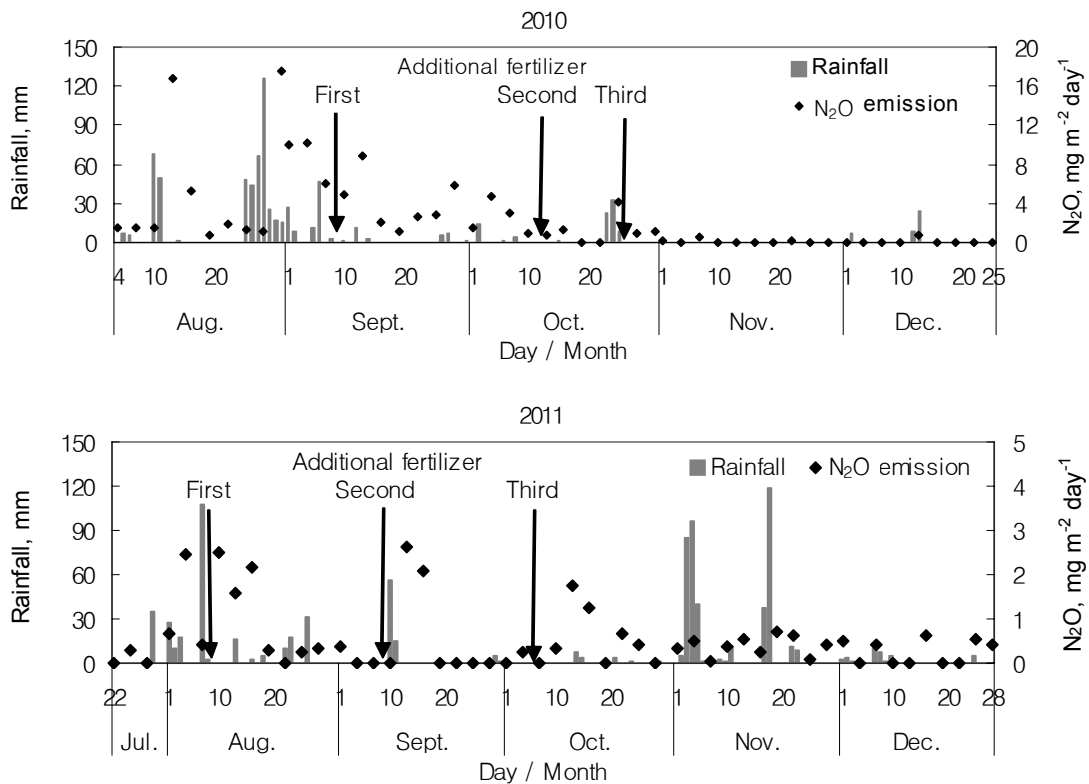 2010
150 120 90 60 30 0
Rainfall, mm
20 16 12 8 4 0
N₂O, mg m⁻² day⁻¹
Additional fertilizer
First Second Third
Rainfall
N₂O emission
4 10 20 1 10 20 1 10 20 1 10 20 1 10 20 25
Aug. Sept. Oct. Nov. Dec.
Day / Month
2011
150 120 90 60 30 0
Rainfall, mm
5 4 3 2 1 0
N₂O, mg m⁻² day⁻¹
Additional fertilizer
First Second Third
Rainfall N₂O emission
22 1 10 20 1 10 20 1 10 20 1 10 20 1 10 20 28
Jul. Aug. Sept. Oct. Nov. Dec.
Day / Month